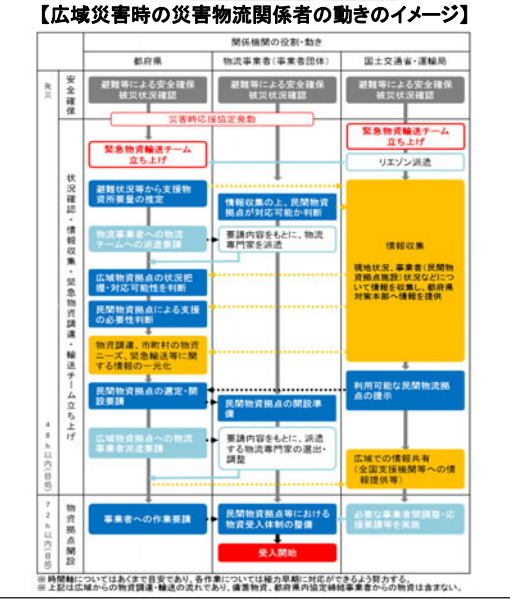 【広域災害時の災害物流関係者の動きのイメージ】
関係機関の役割・動き
都府県
物流事業者(事業者団体)
国土交通省・運輸局
発災
安全確保
避難等による安全確保
被災状況確認
避難等による安全確保
被災状況確認
避難等による安全確保
被災状況確認
災害時応援協定発動
状況確認・情報収集・緊急物資調達・輸送チーム立ち上げ
緊急物資輸送チーム
立ち上げ
緊急物資輸送チーム
立ち上げ
リエゾン派遣
避難状況等から支援物
資所要量の推定
情報収集の上、民間物資
拠点が対応可能か判断
物流事業者への物流
チームへの派遣要請
要請内容をもとに、物流
専門家を派遣
情報収集
現地状況、事業者(民間物
資拠点施設)状況などにつ
いて情報を収集し、都府県
対策本部へ情報を提供
広域物資拠点の状況把
握・対応可能性を判断
民間物資拠点による支援
の必要性判断
物資調達、市町村の物資
ニーズ、緊急輸送等に関
する情報の一元化
民間物資拠点の選定・開
設要請
利用可能な民間物流拠
点の提示
民間物資拠点の開設準
備
48h以内(目処)
広域物資拠点への物流
事業者派遣要請
要請内容をもとに、派遣
する物流専門家の選出・
調整
広域での情報共有
(全国支援機関等への情
報提供等)
72h以内(目処)
物資拠点開設
事業者への作業要請
民間物資拠点等における
物資受入体制の整備
必要な事業者間調整・応
援要請等を実施
受入開始
※時間軸についてはあくまで目安であり、各作業については極力早期に対応ができるよう努力する。
※上記は広域からの物資調達・輸送の流れであり、備蓄物資、都府県内協定締結事業者からの物資は含まない。